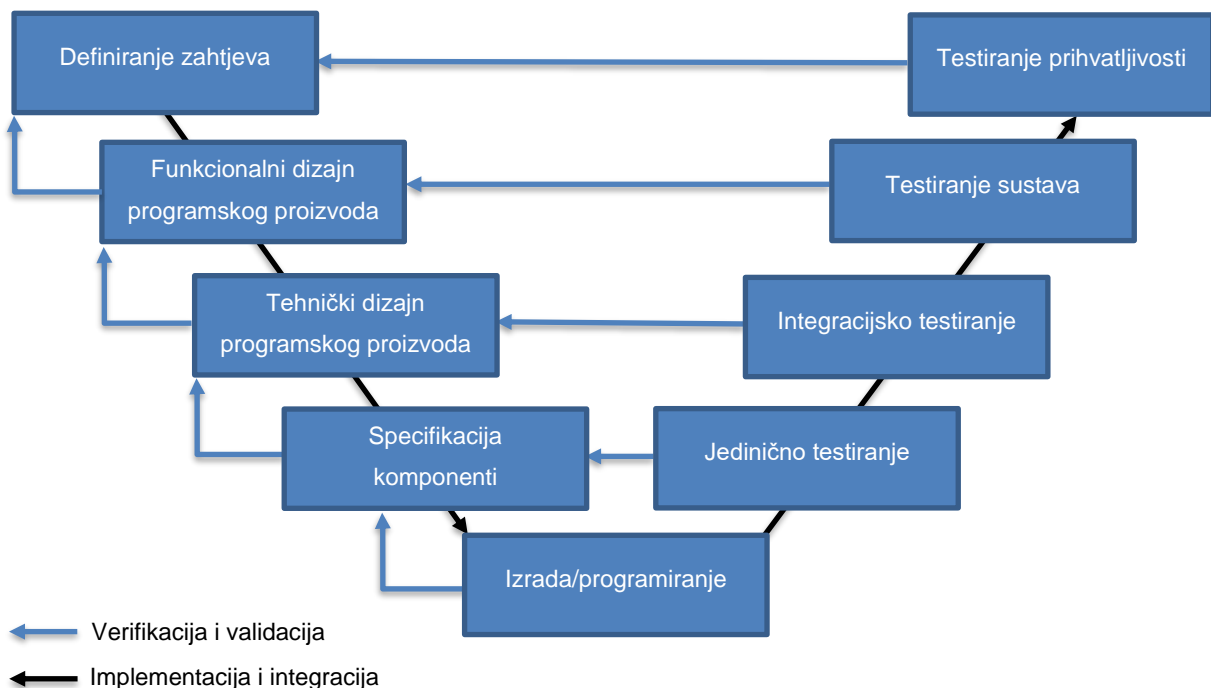 Definiranje zahtjeva
Testiranje prihvatljivosti
Funkcionalni dizajn
programskog proizvoda
Testiranje sustava
Tehnički dizajn
programskog proizvoda
Integracijsko testiranje
Specifikacija
komponenti
Jedinično testiranje
Izrada/programiranje
Verifikacija i validacija
Implementacija i integracija